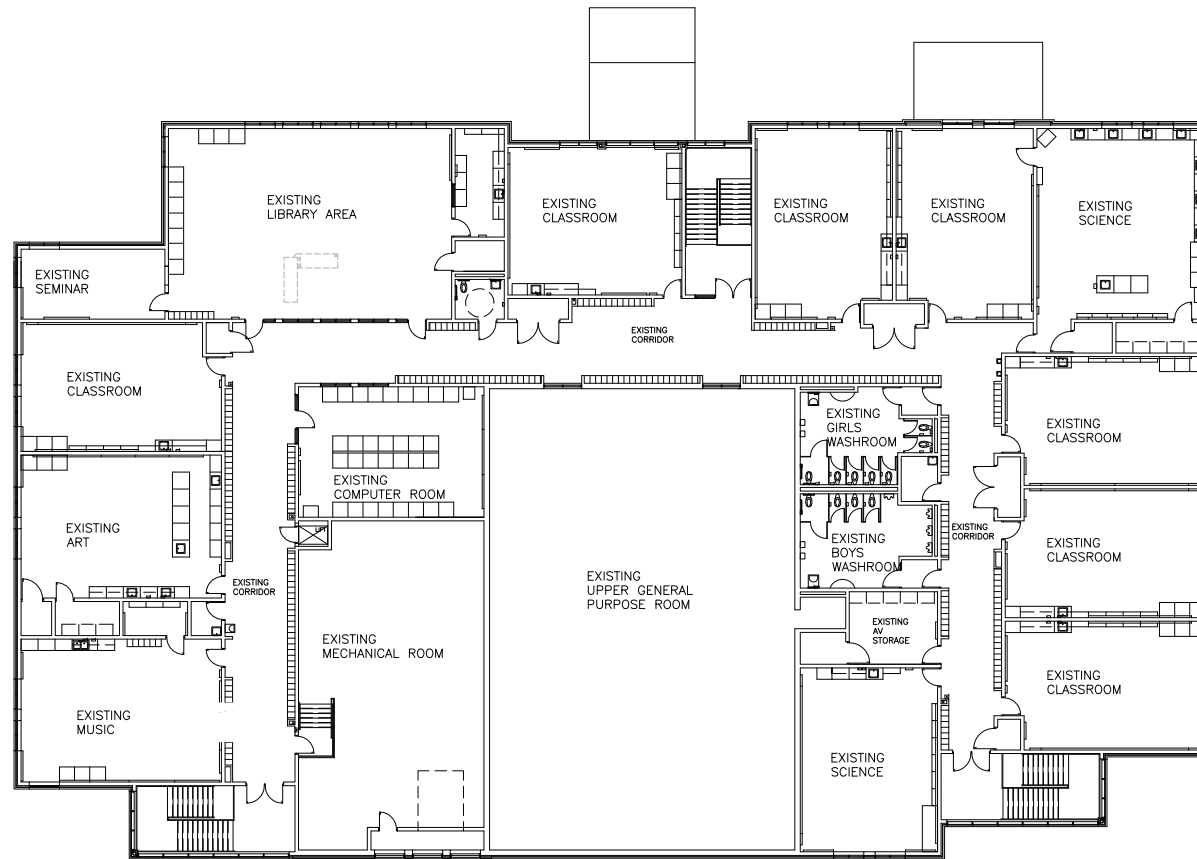 EXISTING
LIBRARY AREA
EXISTING
CLASSROOM
EXISTING
CLASSROOM
EXISTING
CLASSROOM
EXISTING
SCIENCE
EXISTING
SEMINAR
EXISTING
CORRIDOR
EXISTING
CLASSROOM
EXISTING
GIRLS
WASHROOM
EXISTING
CLASSROOM
EXISTING
COMPUTER ROOM
EXISTING
ART
LIFT
EXISTING
BOYS
WASHROOM
EXISTING
CORRIDOR
EXISTING
CLASSROOM
EXISTING
CORRIDOR
EXISTING
UPPER GENERAL
PURPOSE ROOM
EXISTING
AV
STORAGE
EXISTING
MECHANICAL ROOM
EXISTING
CLASSROOM
EXISTING
MUSIC
EXISTING
SCIENCE